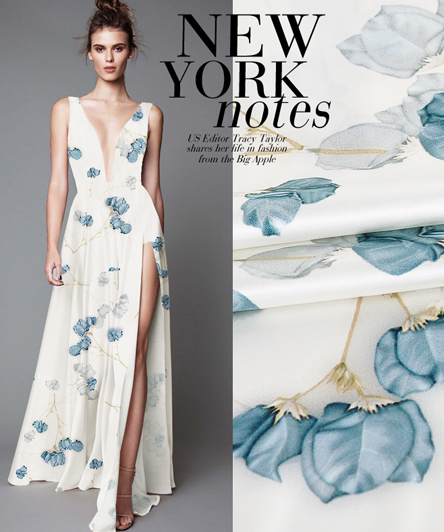 NEW
YORK
notes
US Editor Tracy Taylor
shares her life in fashion
from the Big Apple